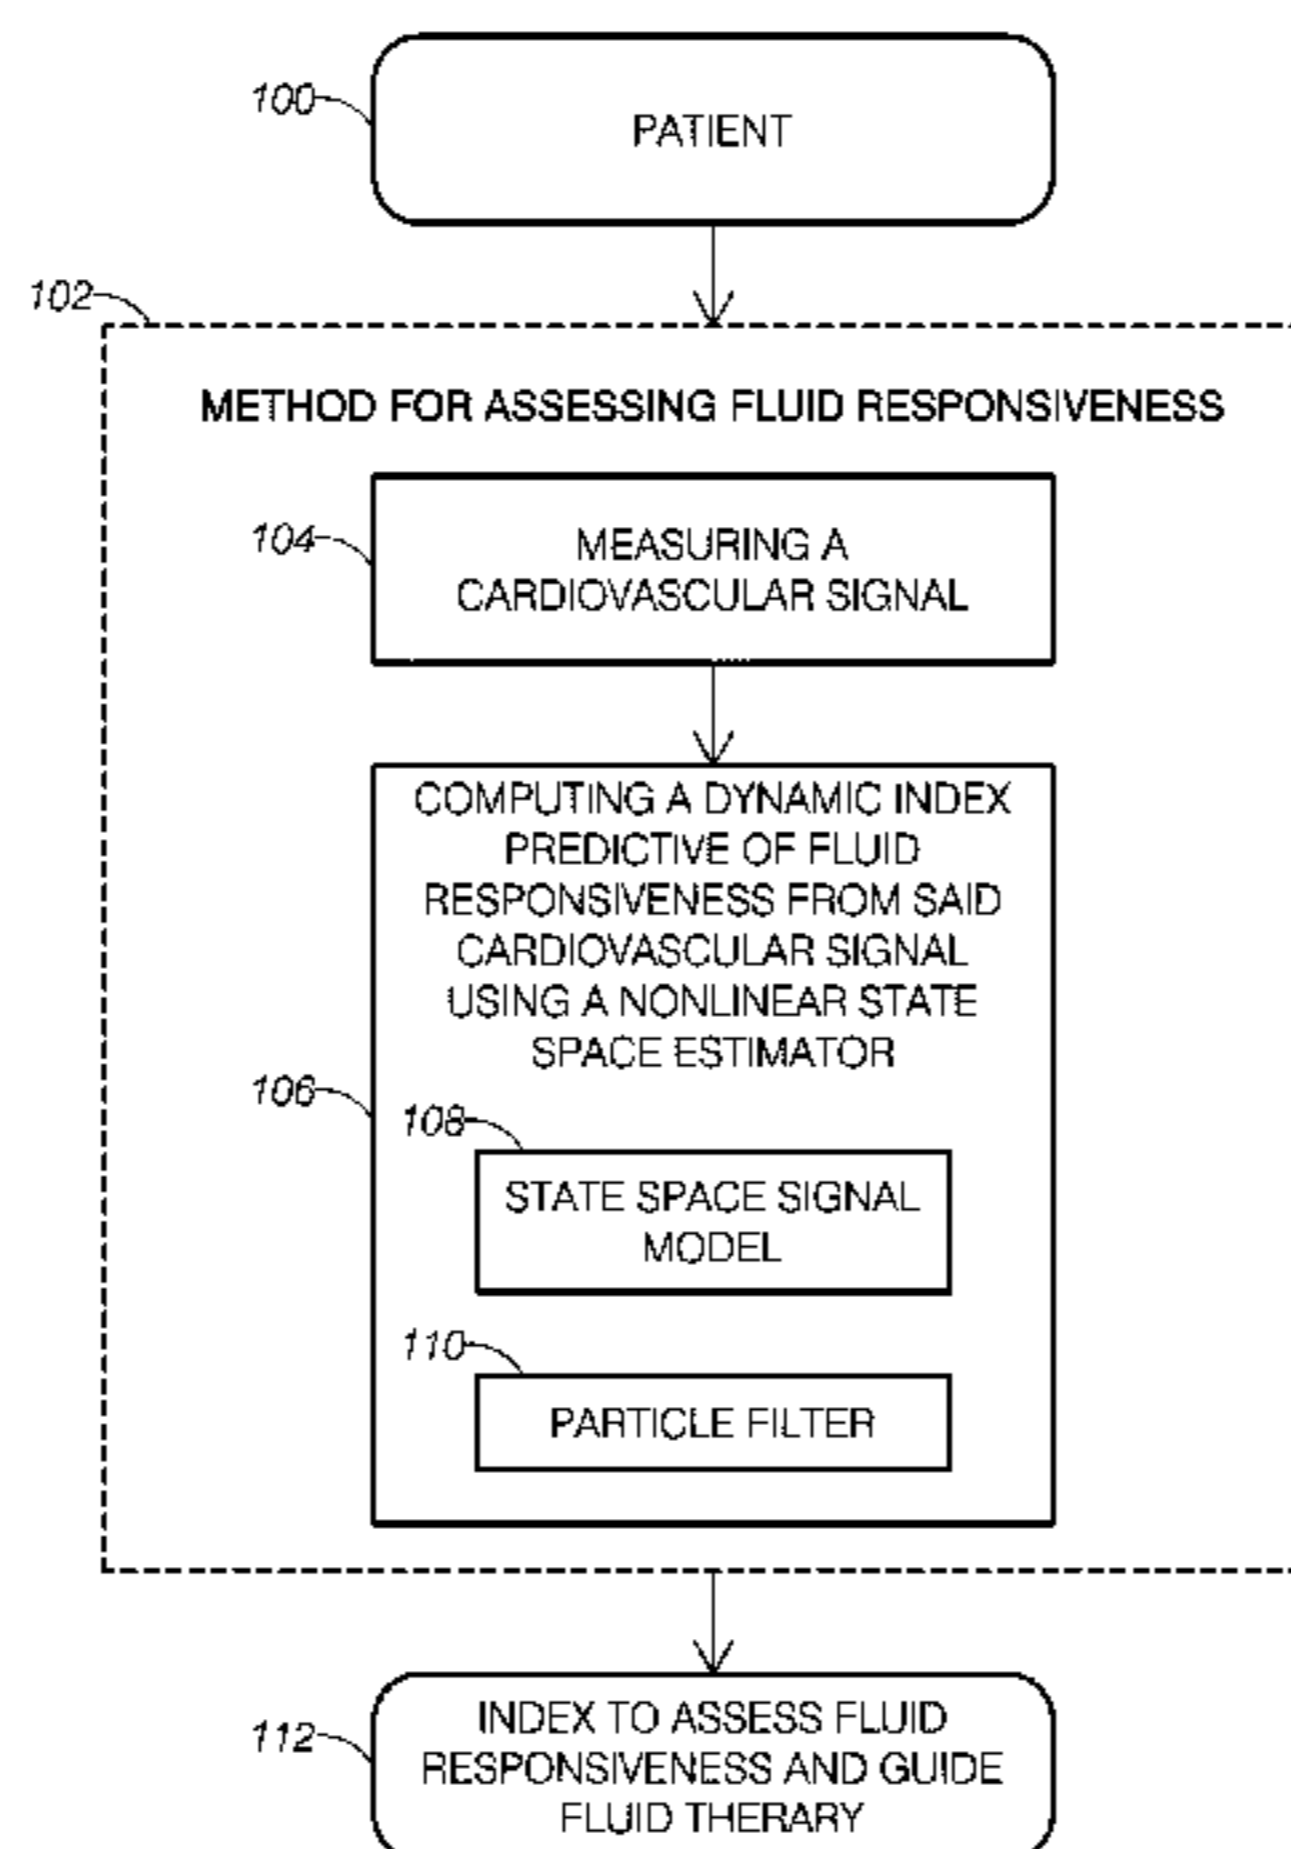 100
PATIENT
102
METHOD FOR ASSESSING FLUID RESPONSIVENESS
104
MEASURING A
CARDIOVASCULAR SIGNAL
COMPUTING A DYNAMIC INDEX
PREDICTIVE OF FLUID
RESPONSIVENESS FROM SAID
CARDIOVASCULAR SIGNAL
USING A NONLINEAR STATE
SPACE ESTIMATOR
106
108
STATE SPACE SIGNAL
MODEL
110
PARTICLE FILTER
112
INDEX TO ASSESS FLUID
RESPONSIVENESS AND GUIDE
FLUID THERARY